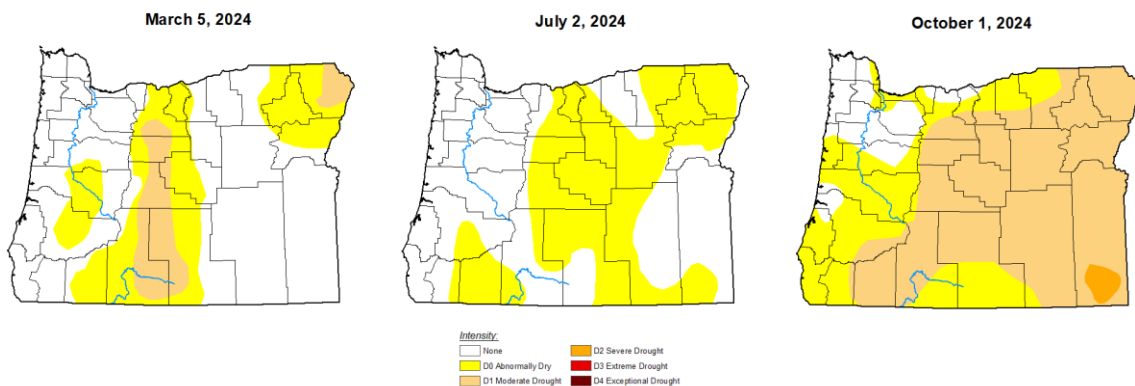 March 5, 2024
July 2, 2024
October 1, 2024
Intensity:
None
D0 Abnormally Dry
D1 Moderate Drought
D2 Severe Drought
D3 Extreme Drought
D4 Exceptional Drought